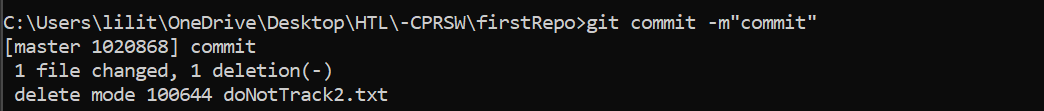 C:\Users\lilit\OneDrive\Desktop\HTL\-CPRSW\firstRepo>git commit -m"commit"
[master 1020868] commit
 1 file changed, 1 deletion(-)
 delete mode 100644 doNotTrack2.txt